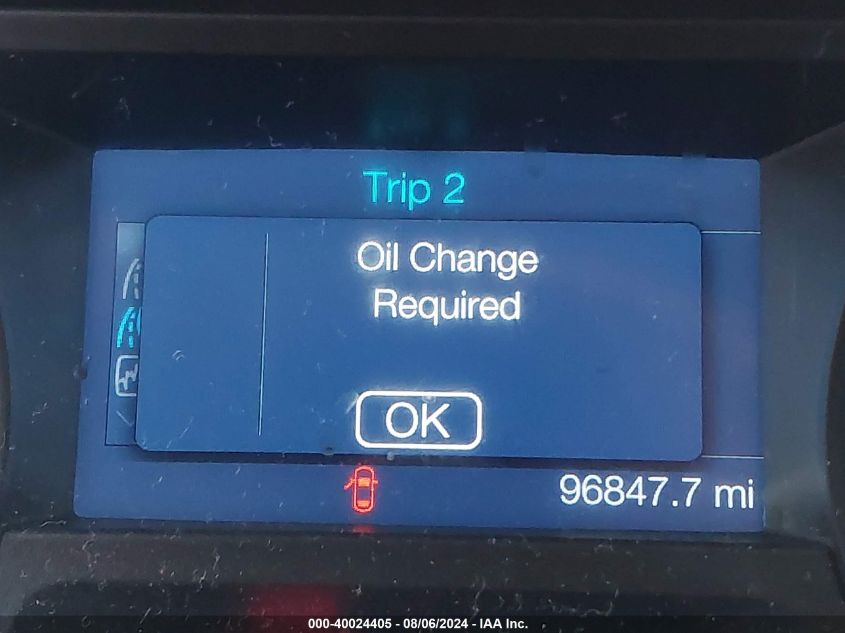 Trip 2
Oil Change
Required
OK
96847.7 mi
000-40024405 - 08/06/2024 - IAA Inc.